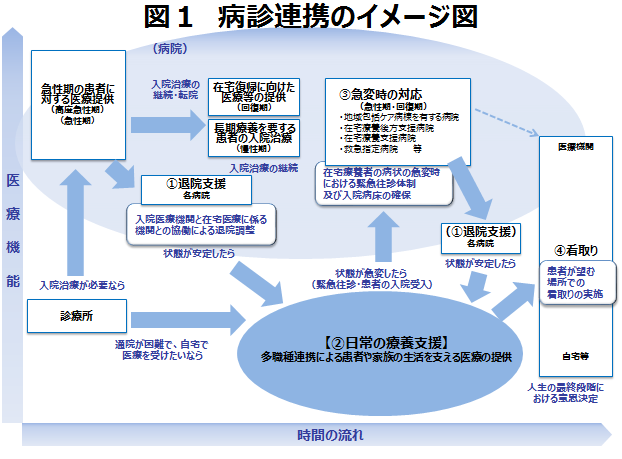 図１ 病診連携のイメージ図
（病院）
急性期の患者に
対する医療提供
（高度急性期）
（急性期）
入院治療の
継続・転院
在宅復帰に向けた
医療等の提供
（回復期）
長期療養を要する
患者の入院治療
（慢性期）
入院治療の継続
③急変時の対応
（急性期・回復期）
・地域包括ケア病棟を有する病院
・在宅療養後方支援病院
・在宅療養支援病院
・救急指定病院 等
在宅療養者の病状の急変時
における緊急往診体制
及び入院病床の確保
医療機関
①退院支援
各病院
入院医療機関と在宅医療に係る
機関との協働による退院調整
状態が安定したら
（①退院支援）
各病院
状態が安定したら
④看取り
患者が望む
場所での
看取りの実施
医療機能
入院治療が必要なら
状態が急変したら
（緊急往診・患者の入院受入）
診療所
通院が困難で、自宅で
医療を受けたいなら
【②日常の療養支援】
多職種連携による患者や家族の生活を支える医療の提供
自宅等
人生の最終段階に
おける意思決定
時間の流れ